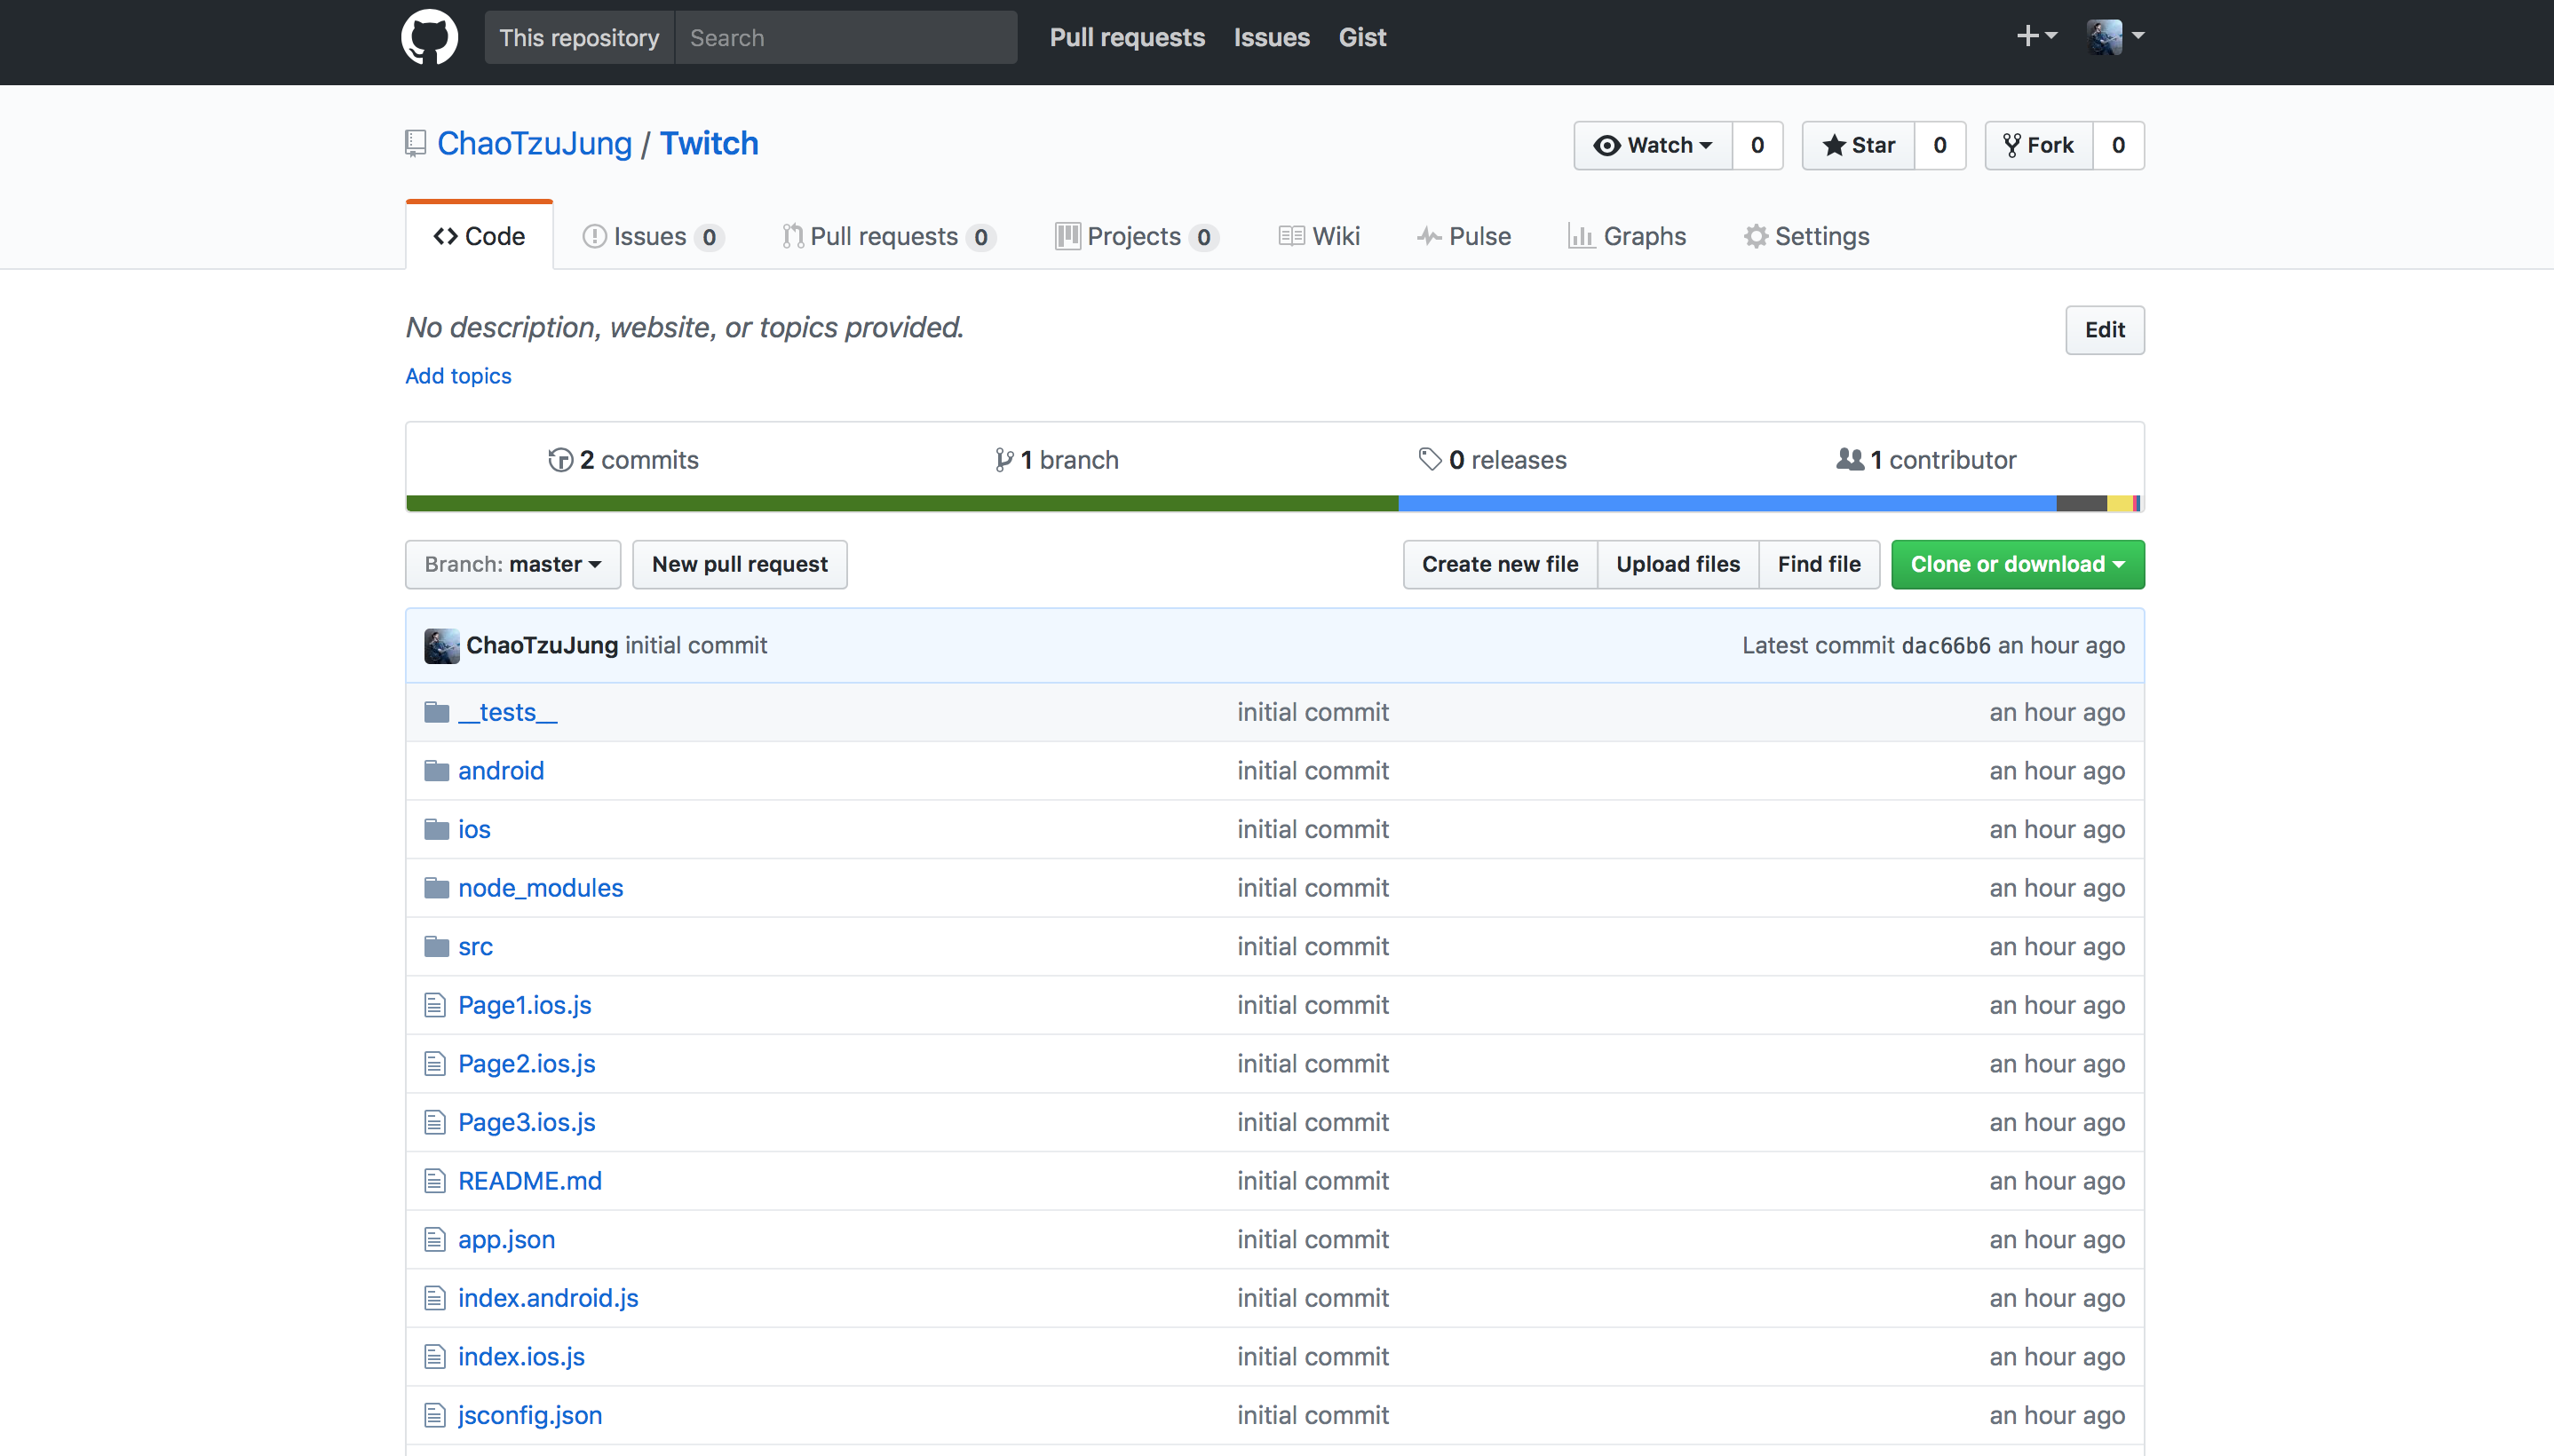 This repository Search Pull requests Issues Gist
ChaoTzuJung / Twitch Watch 0 Star 0 Fork 0
Code Issues 0 Pull requests 0 Projects 0 Wiki Pulse Graphs Settings
No description, website, or topics provided. Edit
Add topics
2 commits 1 branch 0 releases 1 contributor
Branch: master New pull request Create new file Upload files Find file Clone or download
ChaoTzuJung initial commit Latest commit dac66b6 an hour ago
__tests__ initial commit an hour ago
android initial commit an hour ago
ios initial commit an hour ago
node_modules initial commit an hour ago
src initial commit an hour ago
Page1.ios.js initial commit an hour ago
Page2.ios.js initial commit an hour ago
Page3.ios.js initial commit an hour ago
README.md initial commit an hour ago
app.json initial commit an hour ago
index.android.js initial commit an hour ago
index.ios.js initial commit an hour ago
jsconfig.json initial commit an hour ago